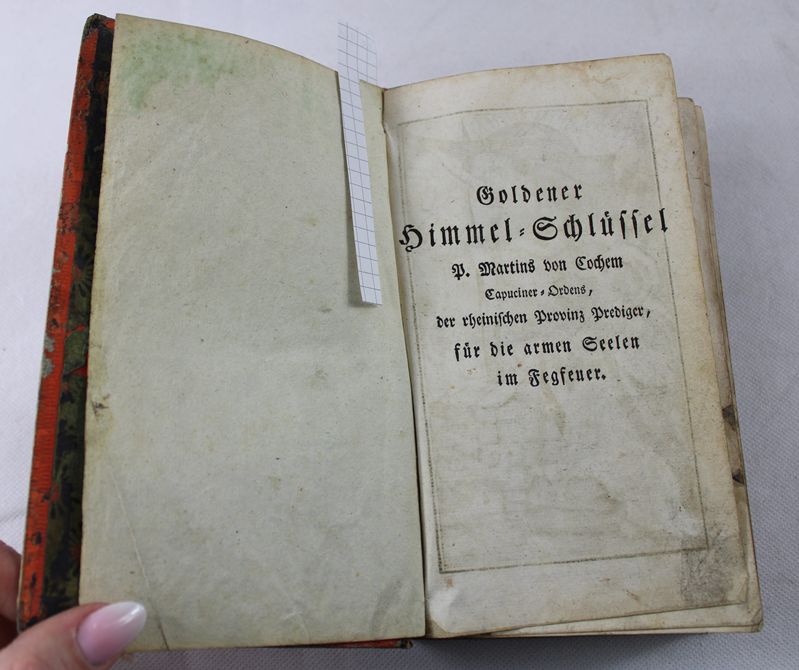 Goldener
Himmel-Schlüssel
P. Martins von Cochem
Capuciner-Ordens,
der rheinischen Provinz Prediger,
für die armen Seelen
im Fegfeuer.